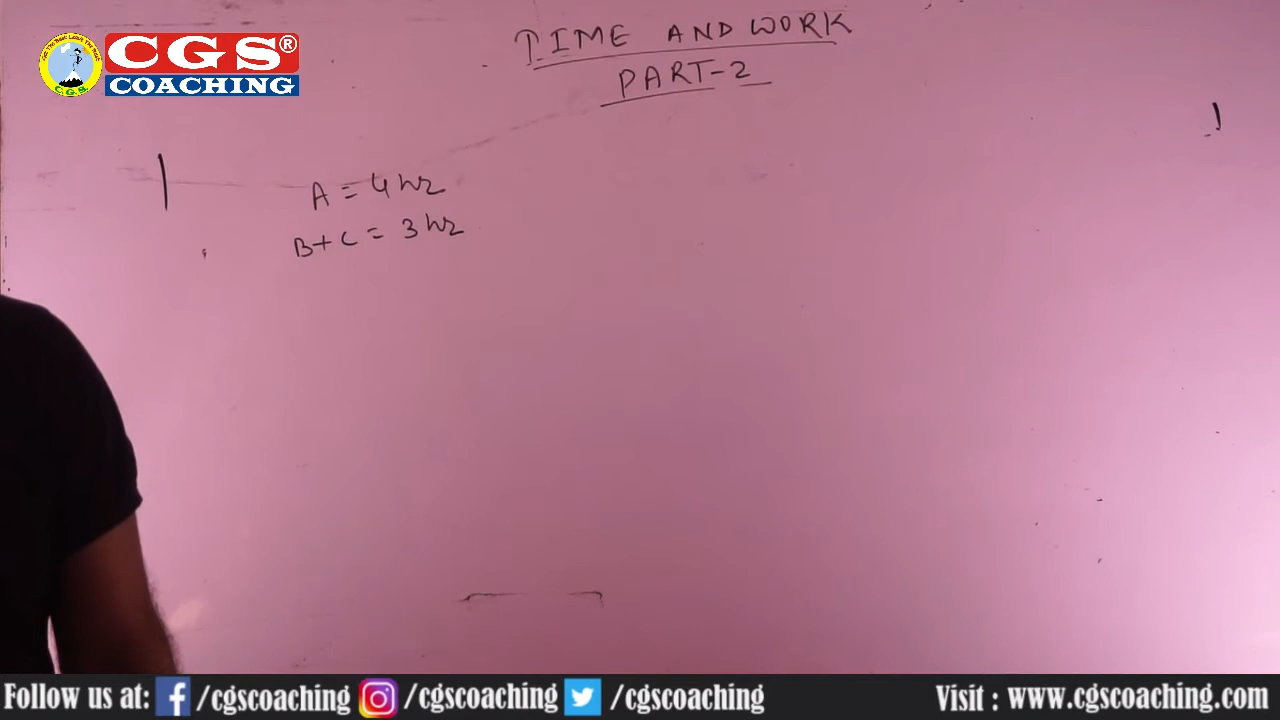 CGS®
COACHING
C.G.S.
TIME AND WORK
PART-2
A = 4 hr
B+C = 3 hr
Follow us at: /cgscoaching /cgscoaching /cgscoaching Visit : www.cgscoaching.com